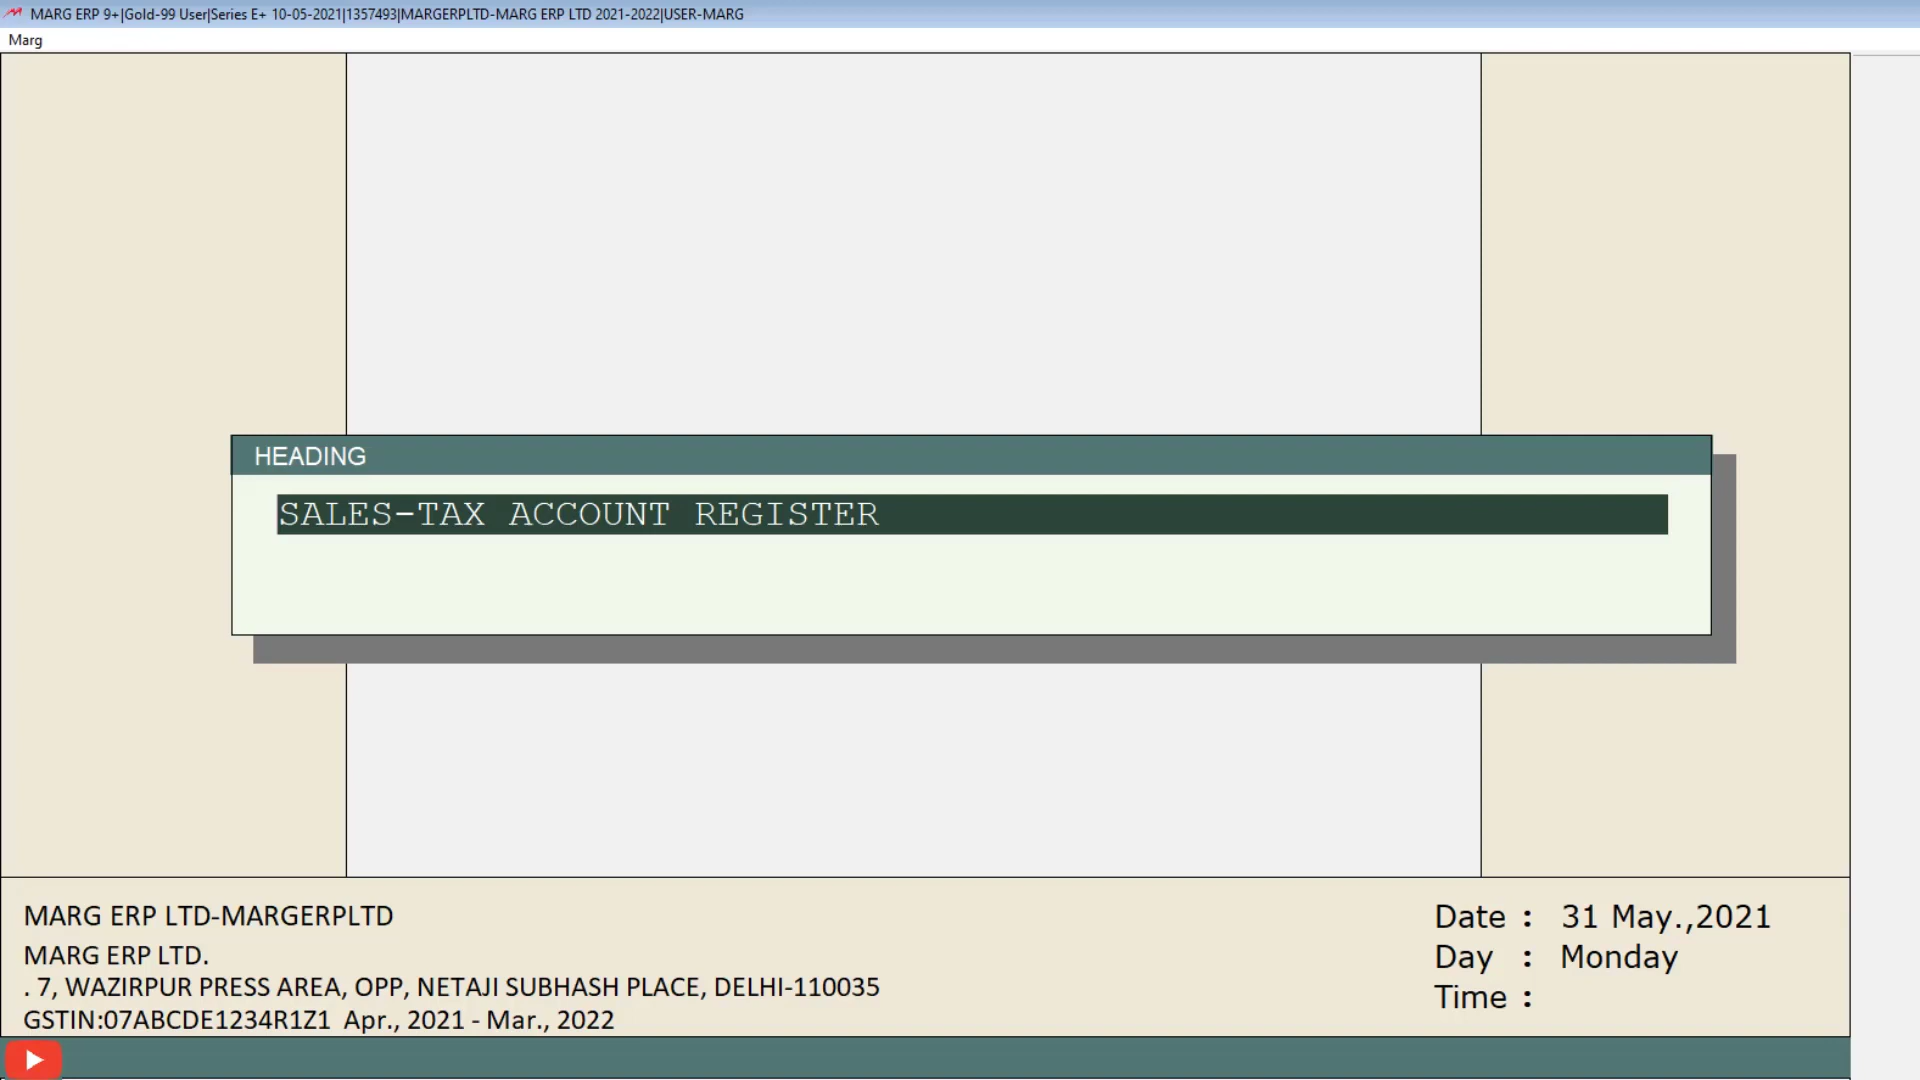 MARG ERP 9+|Gold-99 User|Series E+ 10-05-2021|1357493|MARGERPLTD-MARG ERP LTD 2021-2022|USER-MARG
Marg
HEADING
SALES-TAX ACCOUNT REGISTER
MARG ERP LTD-MARGERPLTD
MARG ERP LTD.
. 7, WAZIRPUR PRESS AREA, OPP, NETAJI SUBHASH PLACE, DELHI-110035
GSTIN:07ABCDE1234R1Z1 Apr., 2021 - Mar., 2022
Date : 31 May.,2021
Day : Monday
Time :